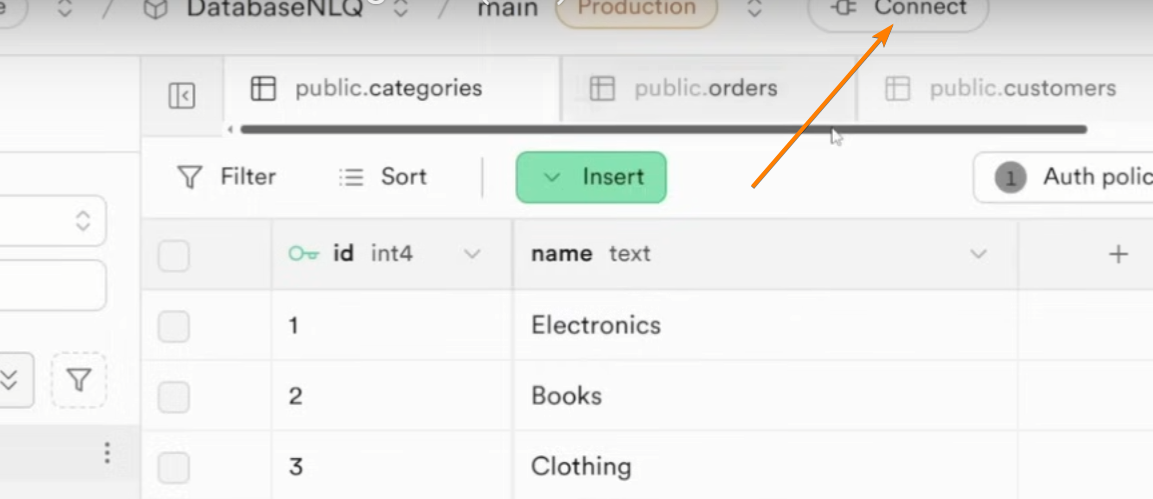 DatabaseNLQ / main Production Connect
public.categories public.orders public.customers
Filter Sort Insert 1 Auth polic
id int4 name text
1 Electronics
2 Books
3 Clothing